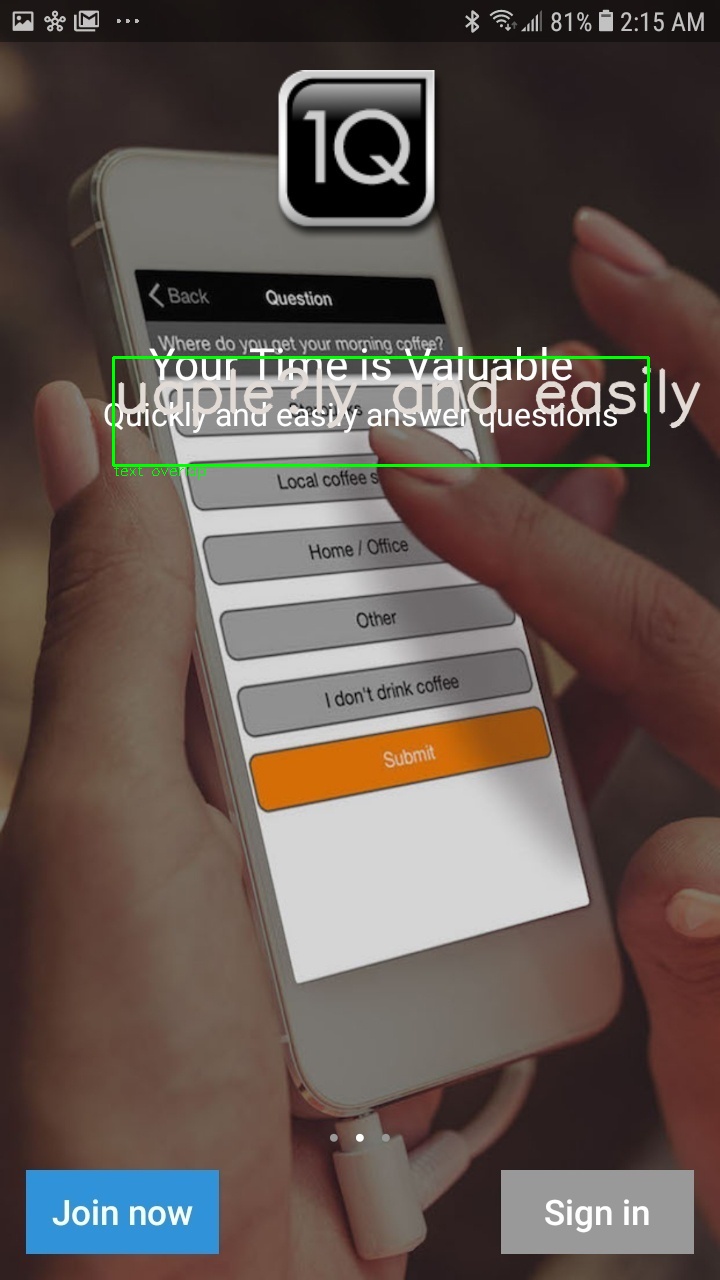 81% 2:15 AM
1Q
Back Question
Where do you get your morning coffee?
Your Time is Valuable
uable?ly and easily
Quickly and easily answer questions
text overlap
Local coffee s
Home / Office
Other
I don't drink coffee
Submit
Join now Sign in